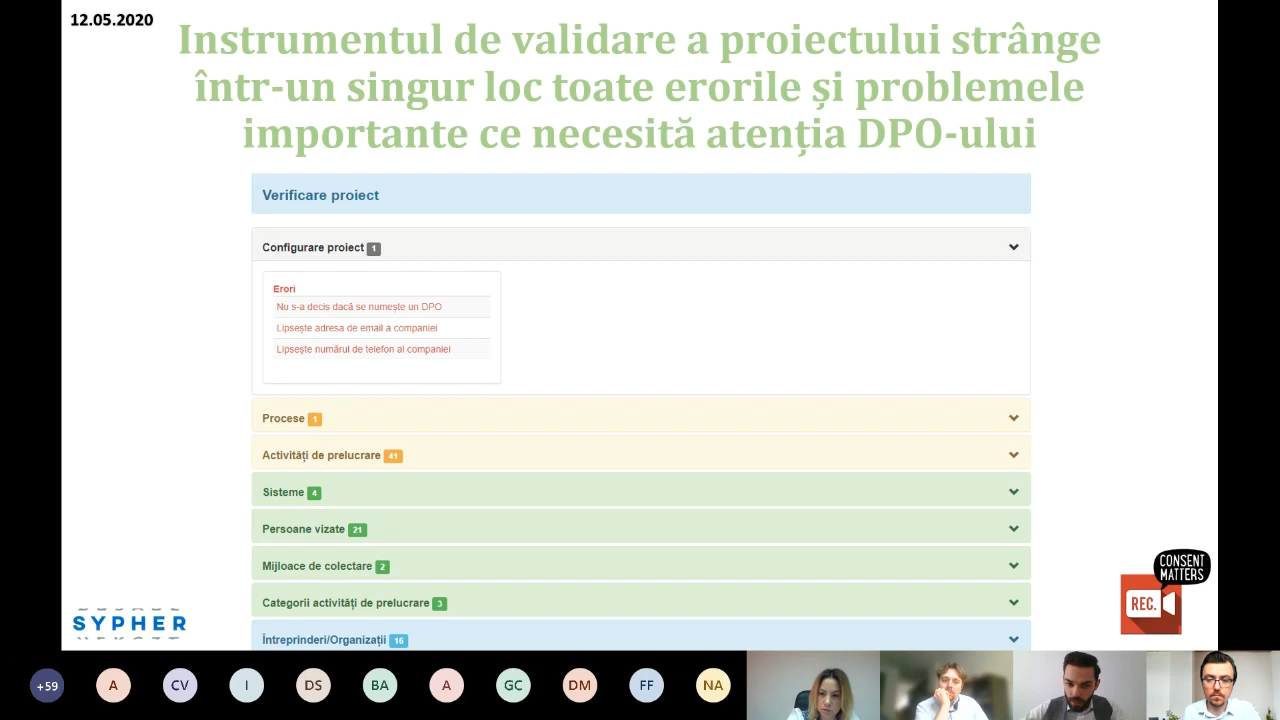 12.05.2020
Instrumentul de validare a proiectului strânge
într-un singur loc toate erorile și problemele
importante ce necesită atenția DPO-ului
Verificare proiect
Configurare proiect 1
Erori
Nu s-a decis dacă se numește un DPO
Lipsește adresa de email a companiei
Lipsește numărul de telefon al companiei
Procese 1
Activități de prelucrare 41
Sisteme 4
Persoane vizate 21
Mijloace de colectare 2
Categorii activități de prelucrare 3
Întreprinderi/Organizații 16
CONSENT
MATTERS
REC.
SYPHER
+59 A CV I DS BA A GC DM FF NA